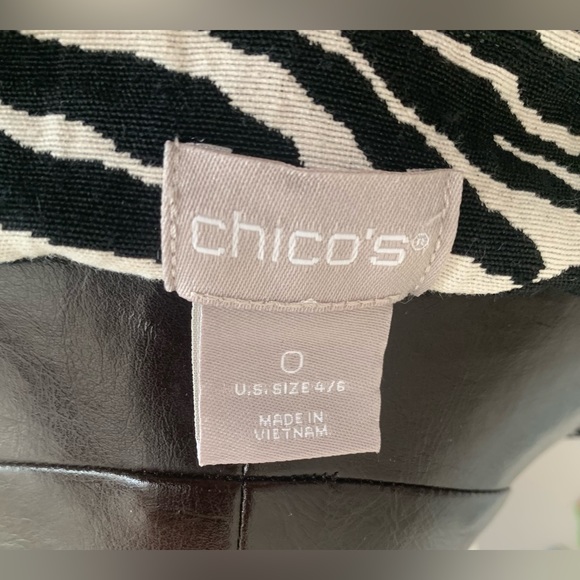 chico's®
0
U.S. SIZE 4/6
MADE IN
VIETNAM